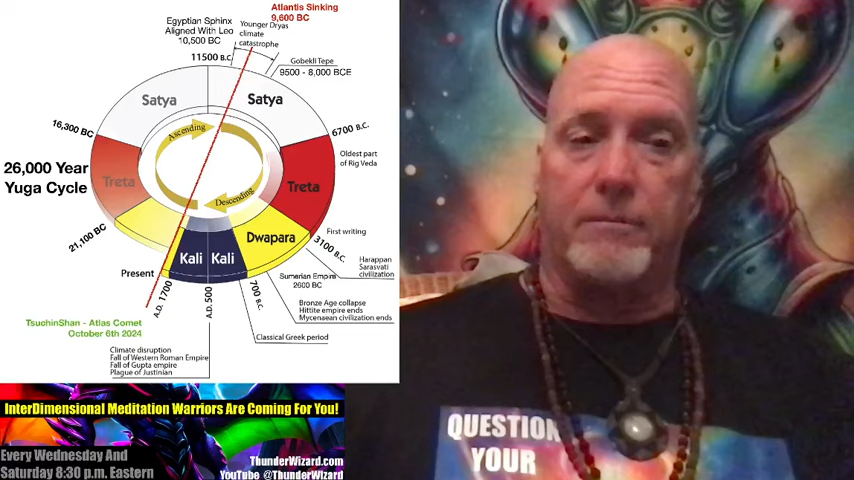 Atlantis Sinking
9,600 BC
Egyptian Sphinx
Aligned With Leo
10,500 BC
Younger Dryas
climate
catastrophe
11500 B.C.
Gobekli Tepe
9500 - 8,000 BCE
Satya
Satya
16,300 BC
6700 B.C.
Ascending
Oldest part
of Rig Veda
26,000 Year
Yuga Cycle
Treta
Treta
Descending
21,100 BC
First writing
Dwapara
3100 B.C.
Kali
Kali
Harappan
Sarasvati
civilization
Present
A.D. 1700
A.D. 500
700 B.C.
Sumerian Empire
2600 BC
Bronze Age collapse
Hittite empire ends
Mycenaean civilization ends
TsuchinShan - Atlas Comet
October 6th 2024
Classical Greek period
Climate disruption
Fall of Western Roman Empire
Fall of Gupta empire
Plague of Justinian
InterDimensional Meditation Warriors Are Coming For You!
Every Wednesday And
Saturday 8:30 p.m. Eastern
ThunderWizard.com
YouTube @ThunderWizard
QUESTION
YOUR